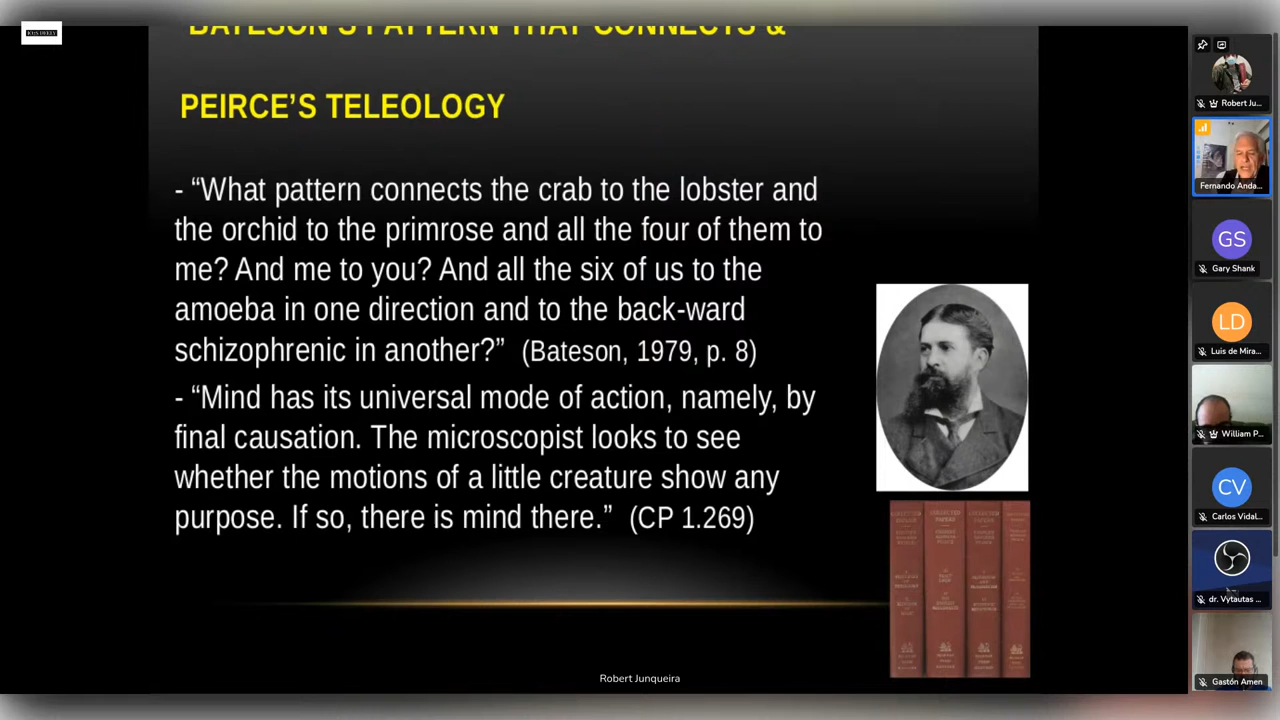 BATESON'S PATTERN THAT CONNECTS &
PEIRCE’S TELEOLOGY
- “What pattern connects the crab to the lobster and
the orchid to the primrose and all the four of them to
me? And me to you? And all the six of us to the
amoeba in one direction and to the back-ward
schizophrenic in another?” (Bateson, 1979, p. 8)
- “Mind has its universal mode of action, namely, by
final causation. The microscopist looks to see
whether the motions of a little creature show any
purpose. If so, there is mind there.” (CP 1.269)
Robert Junqueira
Robert Ju...
Fernando Anda...
GS
Gary Shank
LD
Luis de Mira...
William P...
CV
Carlos Vidal...
dr. Vytautas ...
Gastón Amen